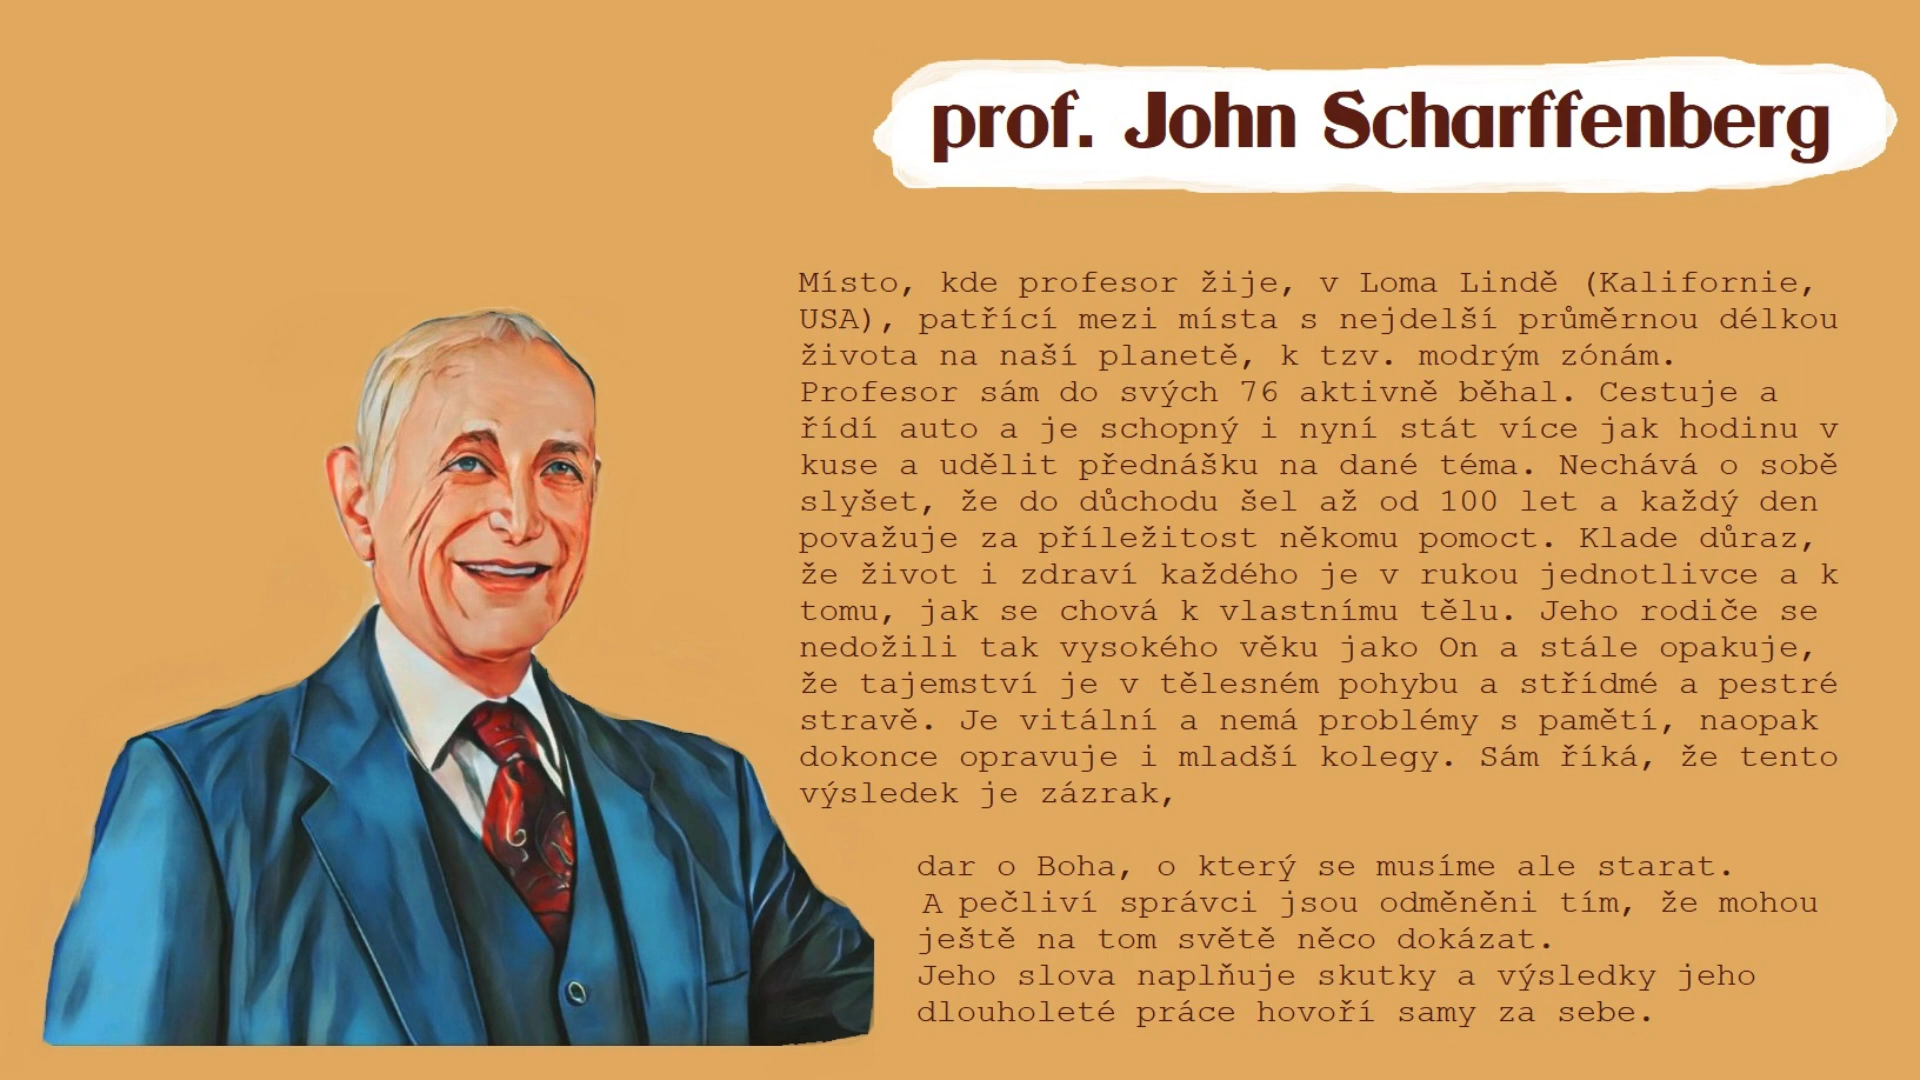 prof. John Scharffenberg
Místo, kde profesor žije, v Loma Lindě (Kalifornie,
USA), patřící mezi místa s nejdelší průměrnou délkou
života na naší planetě, k tzv. modrým zónám.
Profesor sám do svých 76 aktivně běhal. Cestuje a
řídí auto a je schopný i nyní stát více jak hodinu v
kuse a udělit přednášku na dané téma. Nechává o sobě
slyšet, že do důchodu šel až od 100 let a každý den
považuje za příležitost někomu pomoct. Klade důraz,
že život i zdraví každého je v rukou jednotlivce a k
tomu, jak se chová k vlastnímu tělu. Jeho rodiče se
nedožili tak vysokého věku jako On a stále opakuje,
že tajemství je v tělesném pohybu a střídmé a pestré
stravě. Je vitální a nemá problémy s pamětí, naopak
dokonce opravuje i mladší kolegy. Sám říká, že tento
výsledek je zázrak,
dar o Boha, o který se musíme ale starat.
A pečliví správci jsou odměněni tím, že mohou
ještě na tom světě něco dokázat.
Jeho slova naplňuje skutky a výsledky jeho
dlouholeté práce hovoří samy za sebe.